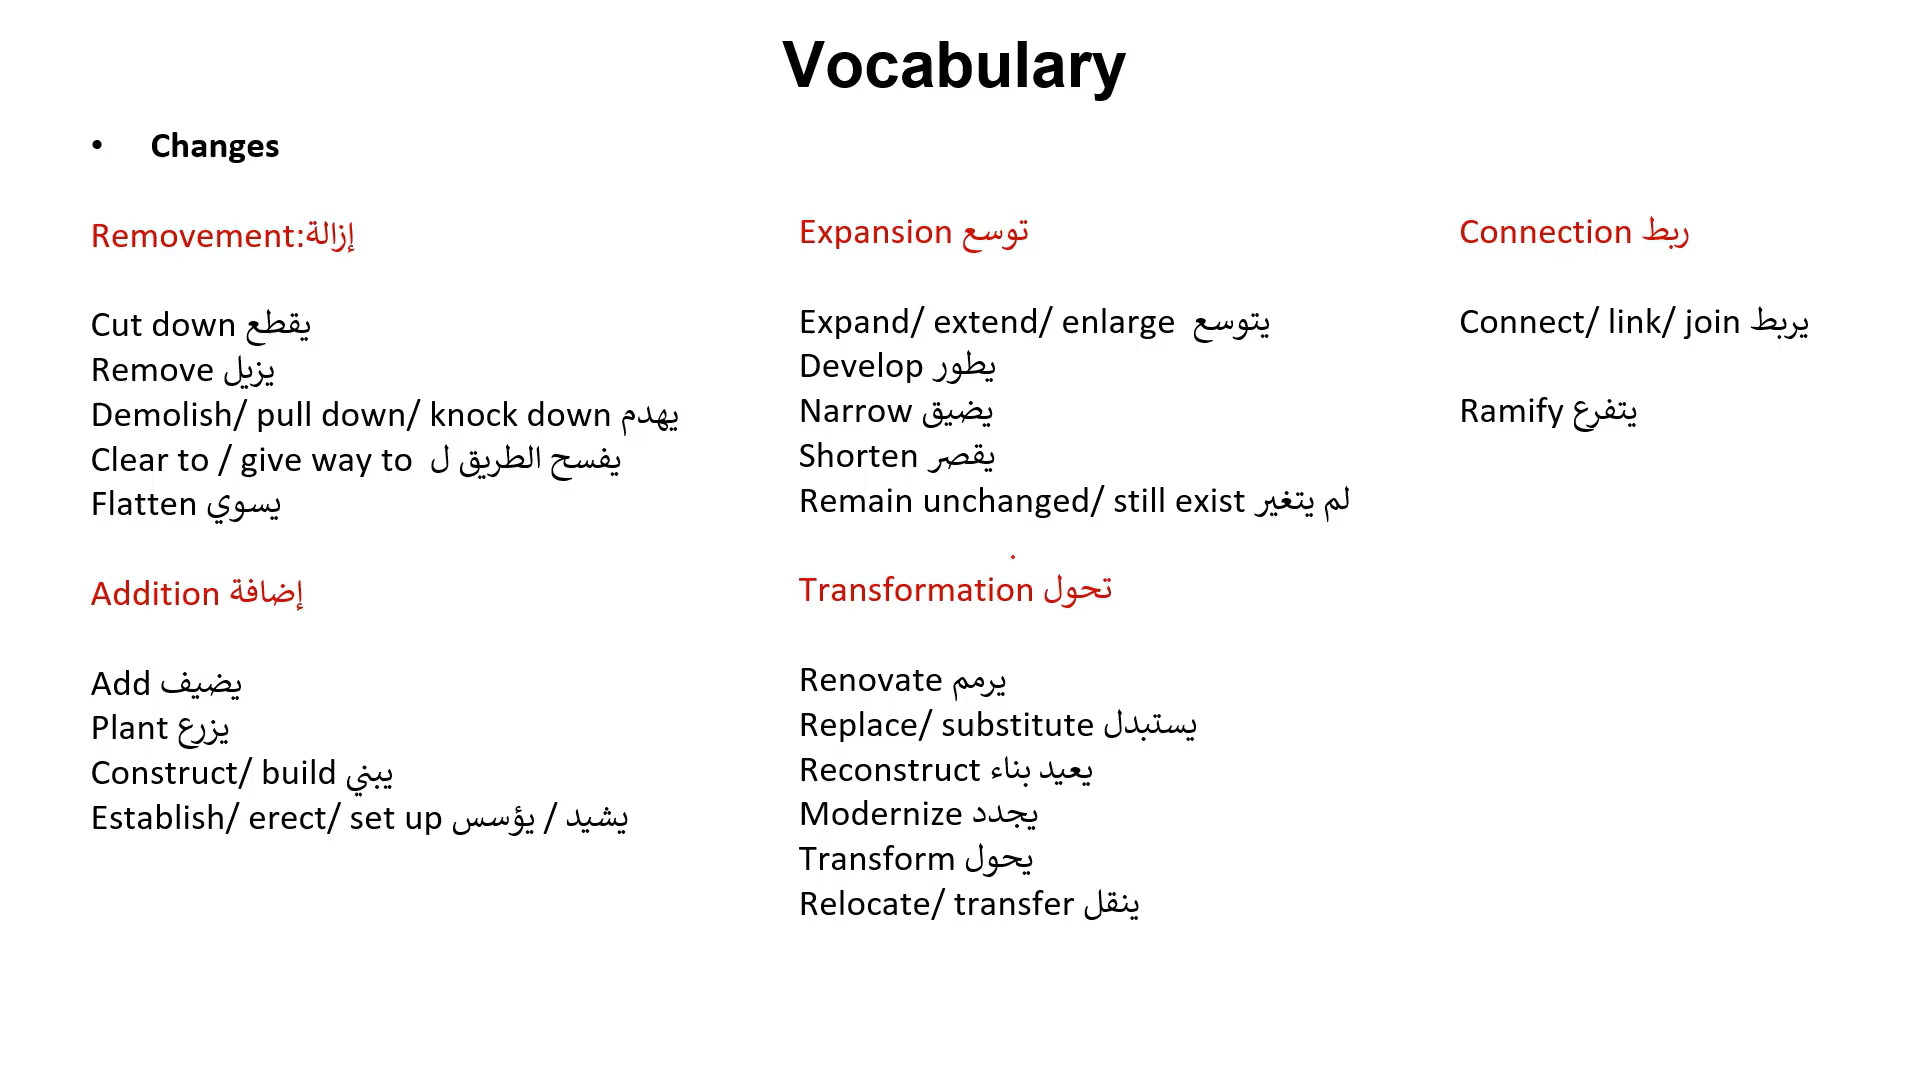 Vocabulary
• Changes
Removement:إزالة
Cut down يقطع
Remove يزيل
Demolish/ pull down/ knock down يهدم
Clear to / give way to يفسح الطريق ل
Flatten يسوي
Addition إضافة
Add يضيف
Plant يزرع
Construct/ build يبني
Establish/ erect/ set up يشيد / يؤسس
Expansion توسع
Expand/ extend/ enlarge يتوسع
Develop يطور
Narrow يضيق
Shorten يقصر
Remain unchanged/ still exist لم يتغير
Transformation تحول
Renovate يرمم
Replace/ substitute يستبدل
Reconstruct يعيد بناء
Modernize يجدد
Transform يحول
Relocate/ transfer ينقل
Connection ربط
Connect/ link/ join يربط
Ramify يتفرع